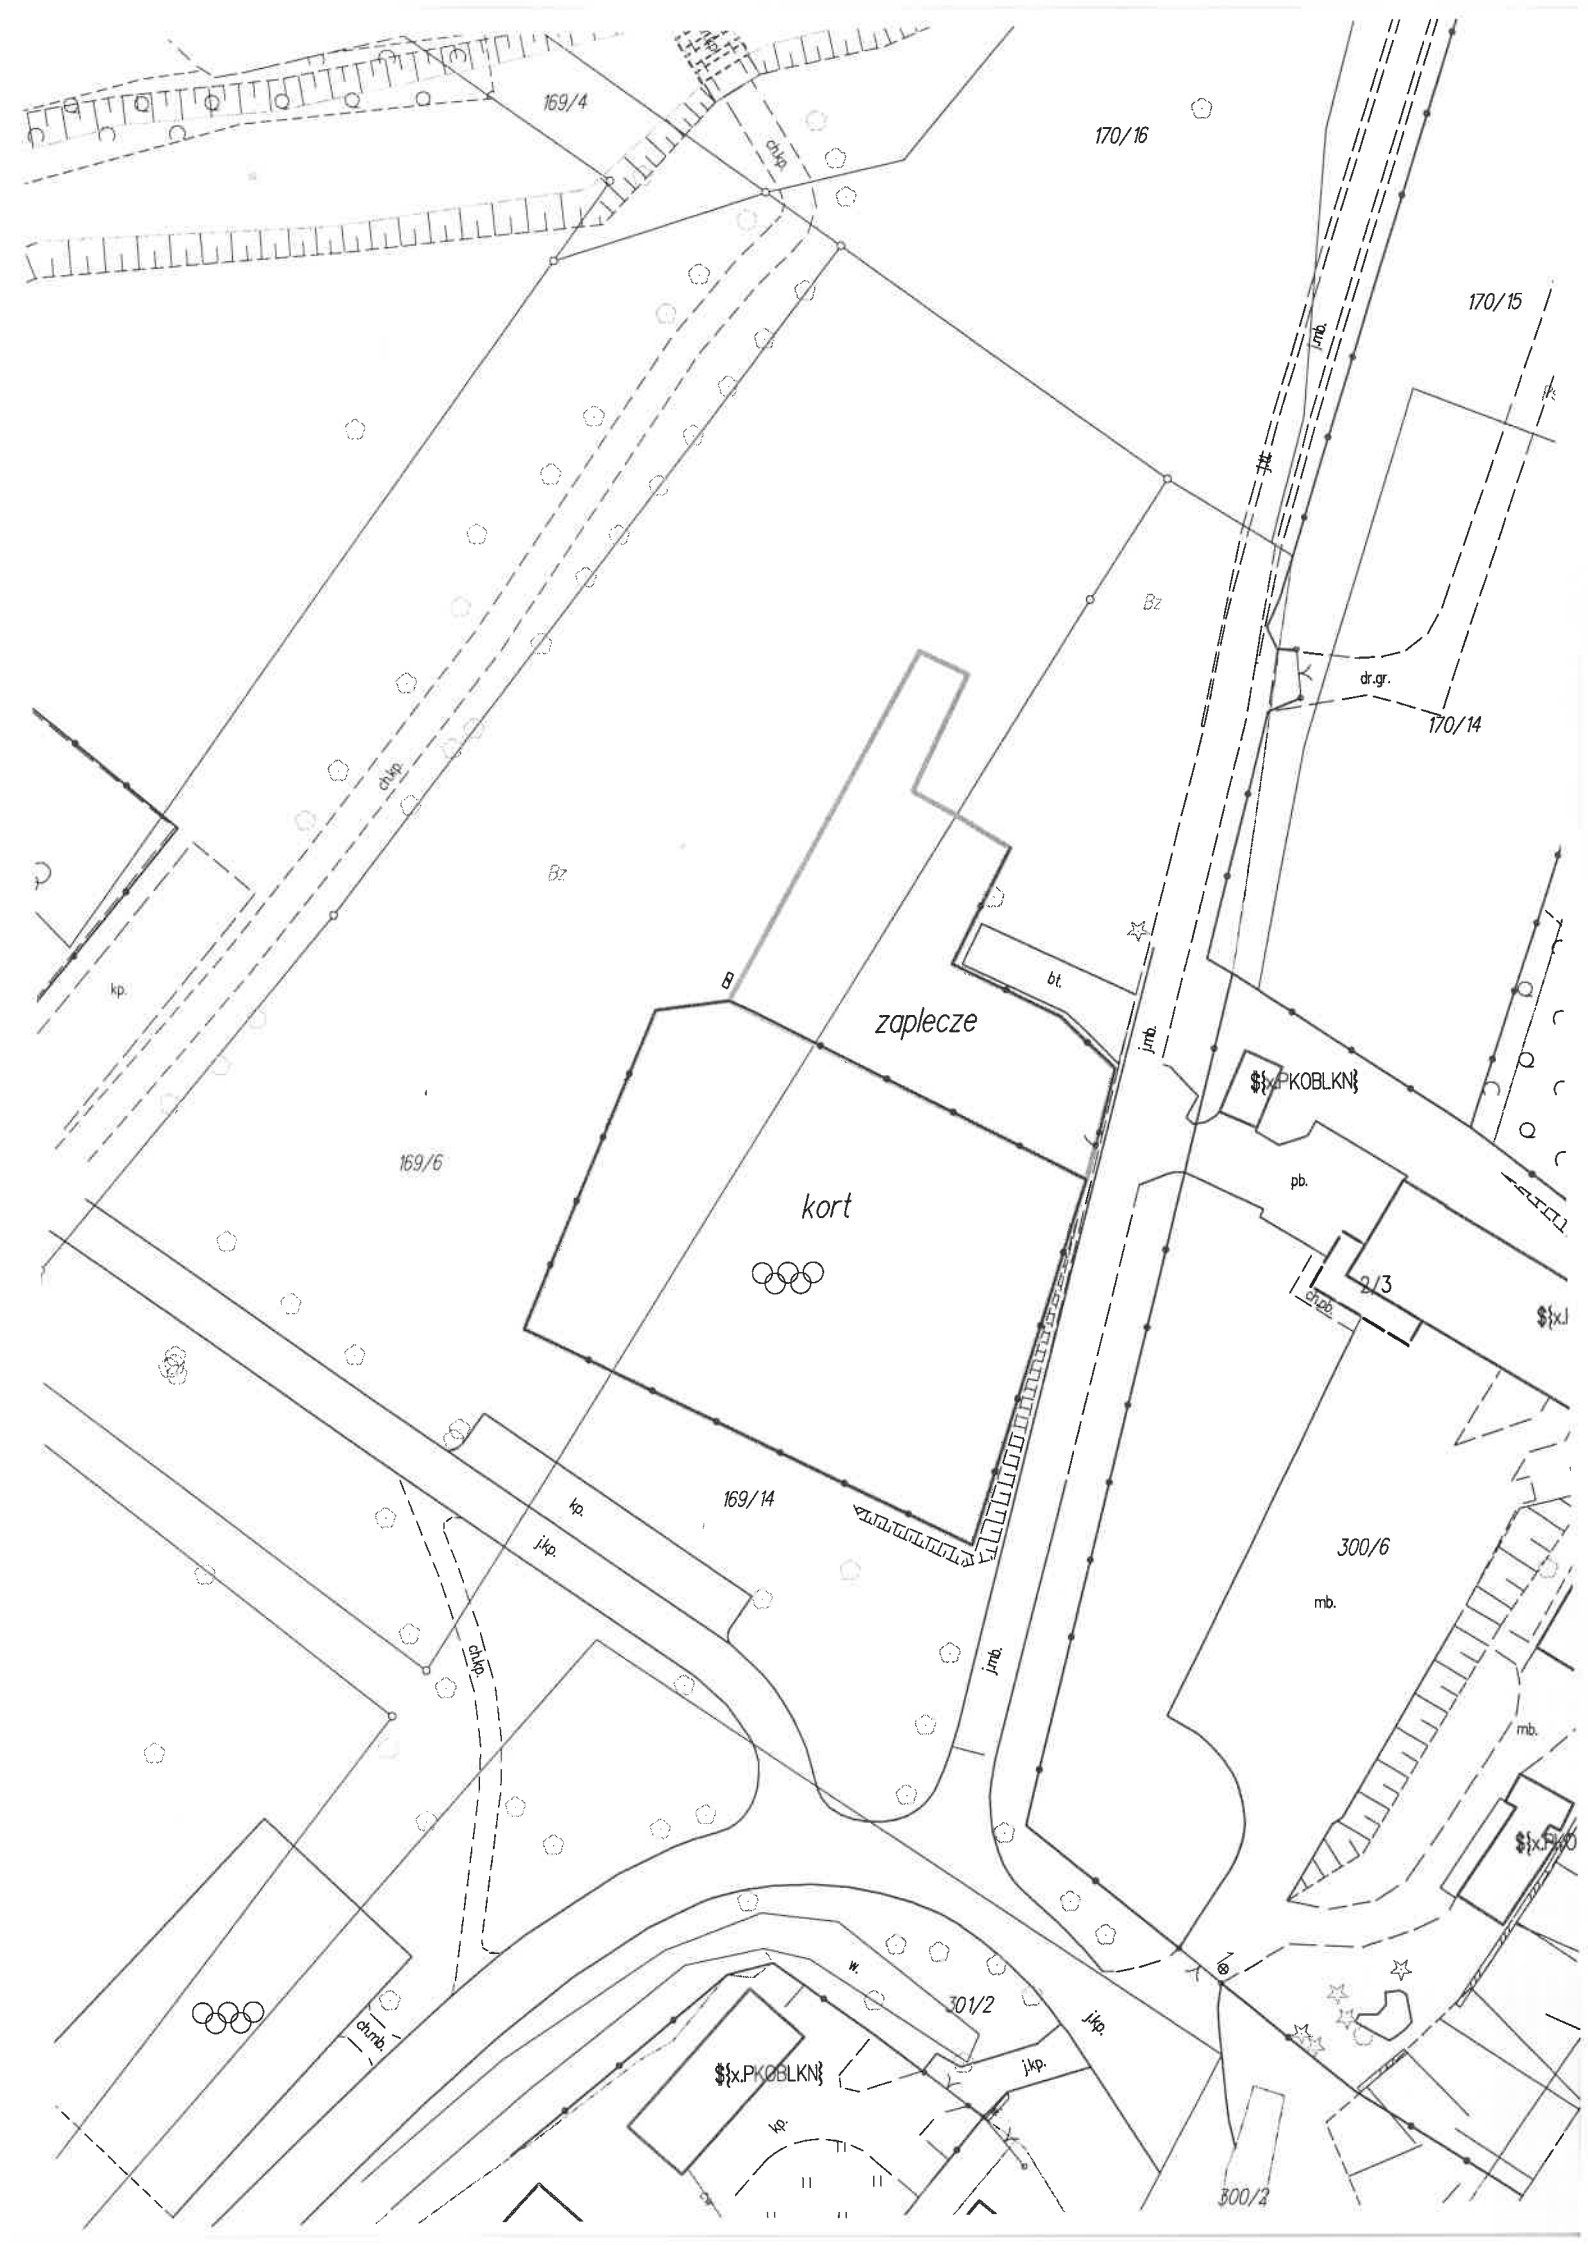 169/4
170/16
ch.kp.
170/15
j.mb.
Bz
dr.gr.
170/14
ch.kp.
Bz
kp.
bt.
zaplecze
j.mb.
${x.PKOBLKN}
169/6
pb.
kort
2/3
ch.pb.
${x.I
169/14
kp.
j.kp.
300/6
mb.
ch.kp.
j.mb.
mb.
${x.PKO
w.
301/2
j.kp.
ch.mb.
j.kp.
${x.PKOBLKN}
kp.
300/2